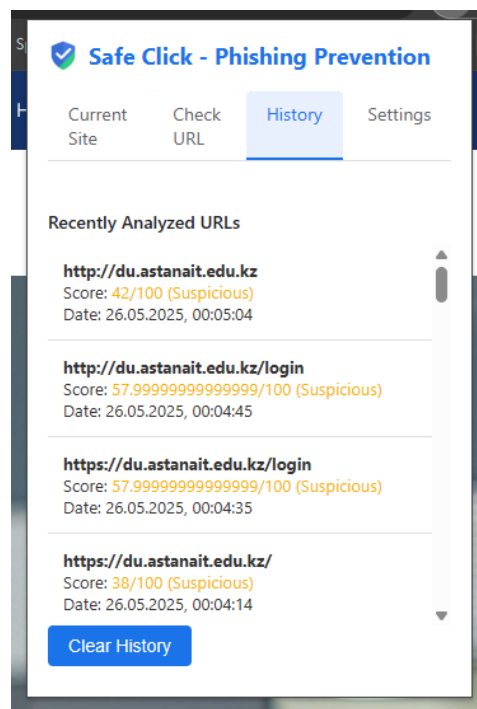 Safe Click - Phishing Prevention
Current Site
Check URL
History
Settings
Recently Analyzed URLs
http://du.astanait.edu.kz
Score: 42/100 (Suspicious)
Date: 26.05.2025, 00:05:04
http://du.astanait.edu.kz/login
Score: 57.99999999999999/100 (Suspicious)
Date: 26.05.2025, 00:04:45
https://du.astanait.edu.kz/login
Score: 57.99999999999999/100 (Suspicious)
Date: 26.05.2025, 00:04:35
https://du.astanait.edu.kz/
Score: 38/100 (Suspicious)
Date: 26.05.2025, 00:04:14
Clear History